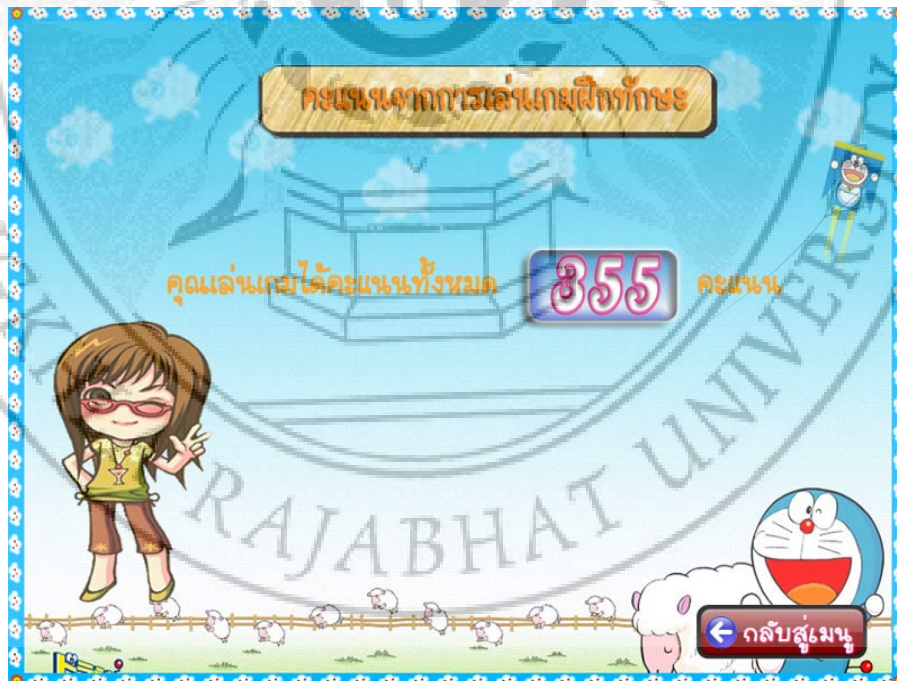 คะแนนจากการเล่นเกมฝึกทักษะ
คุณเล่นเกมได้คะแนนทั้งหมด 355 คะแนน
RAJABHAT UNIVERSITY
กลับสู่เมนู